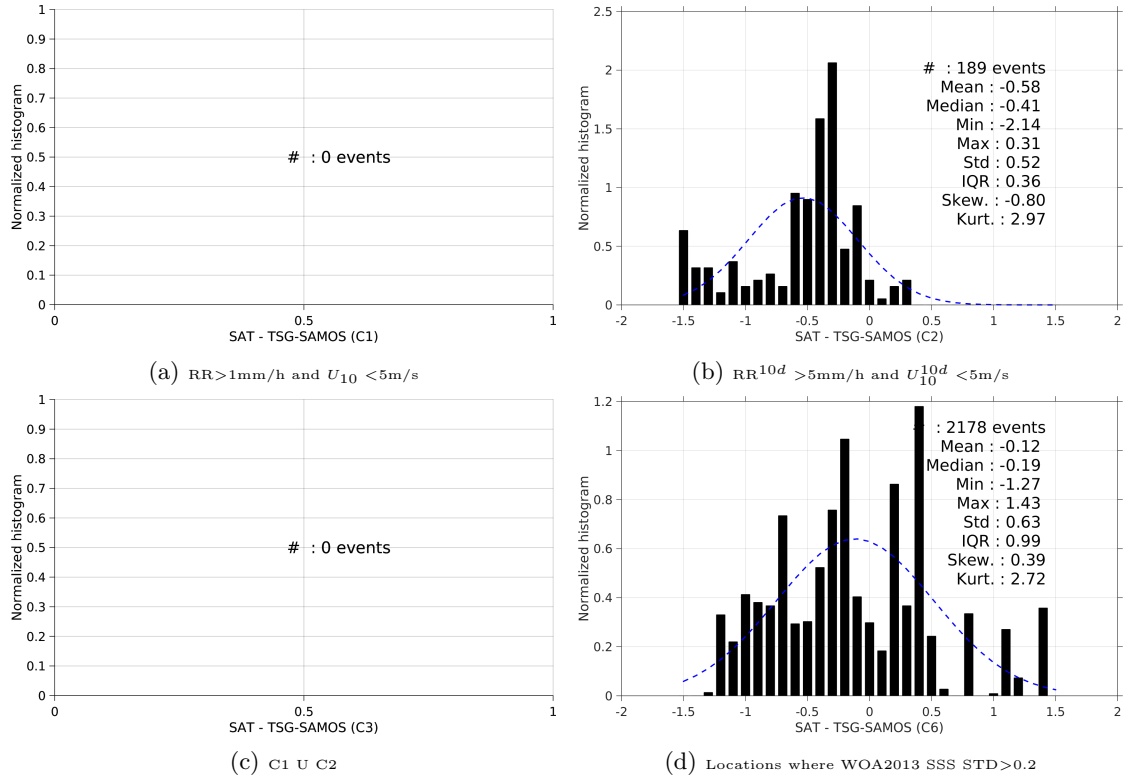 1
0.9
0.8
0.7
0.6
0.5
0.4
0.3
0.2
0.1
0
Normalized histogram
# : 0 events
0 0.5 1
SAT - TSG-SAMOS (C1)
(a) RR>1mm/h and U10 <5m/s
2.5
2
1.5
1
0.5
0
Normalized histogram
# : 189 events
Mean : -0.58
Median : -0.41
Min : -2.14
Max : 0.31
Std : 0.52
IQR : 0.36
Skew. : -0.80
Kurt. : 2.97
-2 -1.5 -1 -0.5 0 0.5 1 1.5 2
SAT - TSG-SAMOS (C2)
(b) RR^10d >5mm/h and U10^10d <5m/s
1
0.9
0.8
0.7
0.6
0.5
0.4
0.3
0.2
0.1
0
Normalized histogram
# : 0 events
0 0.5 1
SAT - TSG-SAMOS (C3)
(c) C1 U C2
1.2
1
0.8
0.6
0.4
0.2
0
Normalized histogram
: 2178 events
Mean : -0.12
Median : -0.19
Min : -1.27
Max : 1.43
Std : 0.63
IQR : 0.99
Skew. : 0.39
Kurt. : 2.72
-2 -1.5 -1 -0.5 0 0.5 1 1.5 2
SAT - TSG-SAMOS (C6)
(d) Locations where WOA2013 SSS STD>0.2